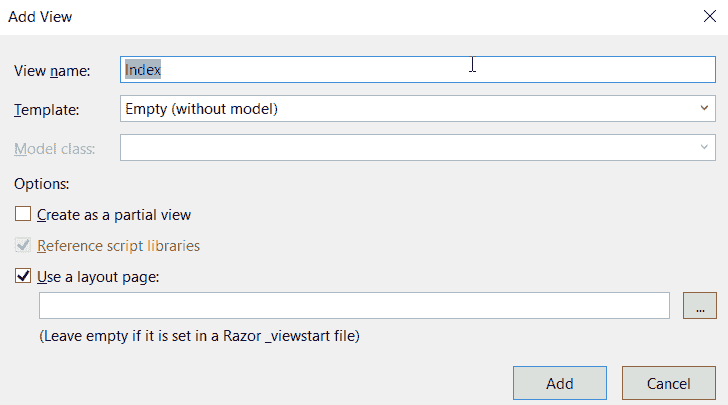 Add View
View name: Index
Template: Empty (without model)
Model class:
Options:
Create as a partial view
Reference script libraries
Use a layout page:
...
(Leave empty if it is set in a Razor _viewstart file)
Add Cancel